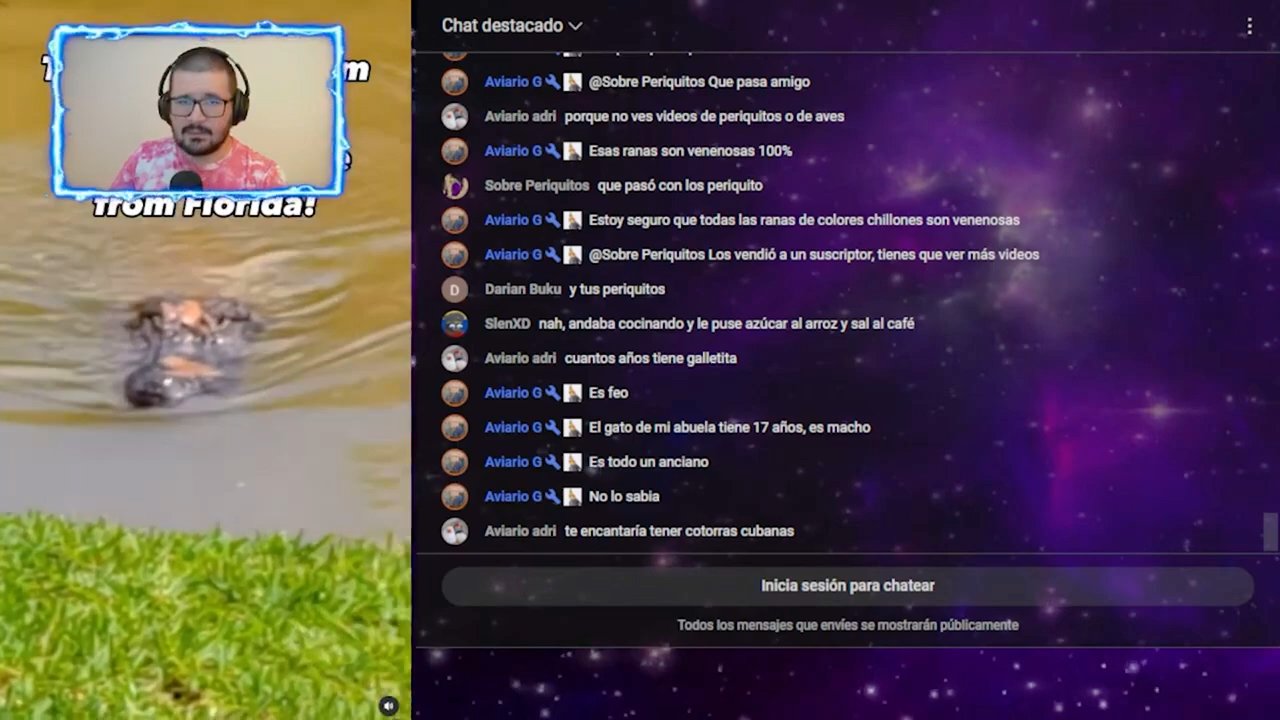 from Florida!
Chat destacado
Aviario G @Sobre Periquitos Que pasa amigo
Aviario adri porque no ves videos de periquitos o de aves
Aviario G Esas ranas son venenosas 100%
Sobre Periquitos que pasó con los periquito
Aviario G Estoy seguro que todas las ranas de colores chillones son venenosas
Aviario G @Sobre Periquitos Los vendió a un suscriptor, tienes que ver más videos
D Darian Buku y tus periquitos
SlenXD nah, andaba cocinando y le puse azúcar al arroz y sal al café
Aviario adri cuantos años tiene galletita
Aviario G Es feo
Aviario G El gato de mi abuela tiene 17 años, es macho
Aviario G Es todo un anciano
Aviario G No lo sabia
Aviario adri te encantaría tener cotorras cubanas
Inicia sesión para chatear
Todos los mensajes que envíes se mostrarán públicamente